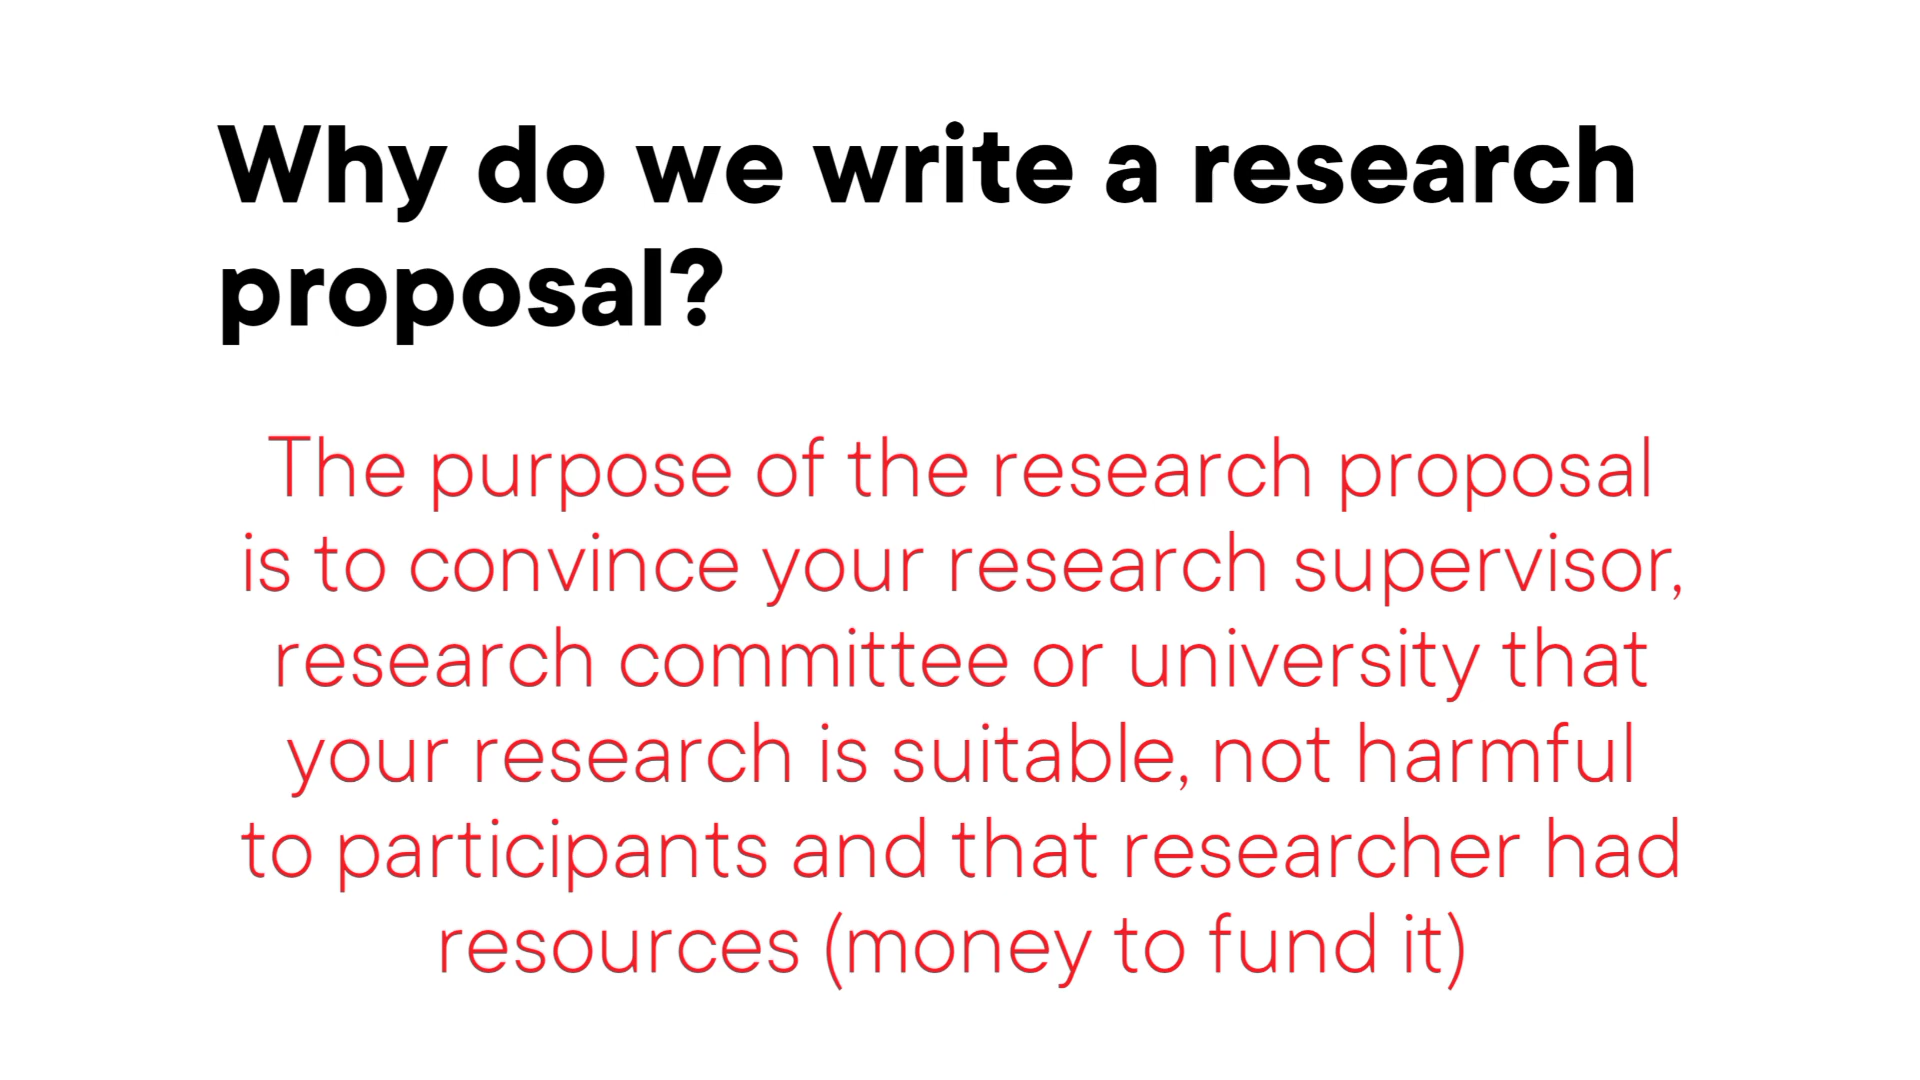 Why do we write a research
proposal?
The purpose of the research proposal
is to convince your research supervisor,
research committee or university that
your research is suitable, not harmful
to participants and that researcher had
resources (money to fund it)